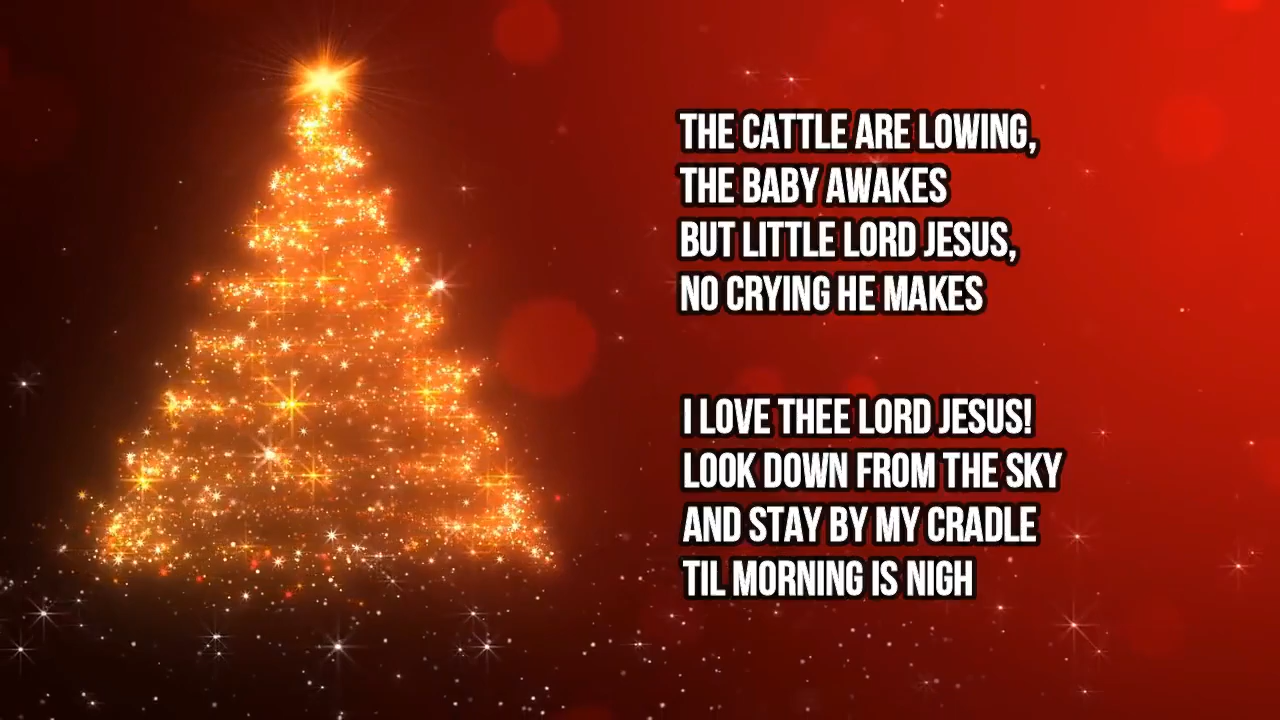 THE CATTLE ARE LOWING,
THE BABY AWAKES
BUT LITTLE LORD JESUS,
NO CRYING HE MAKES
I LOVE THEE LORD JESUS!
LOOK DOWN FROM THE SKY
AND STAY BY MY CRADLE
TIL MORNING IS NIGH